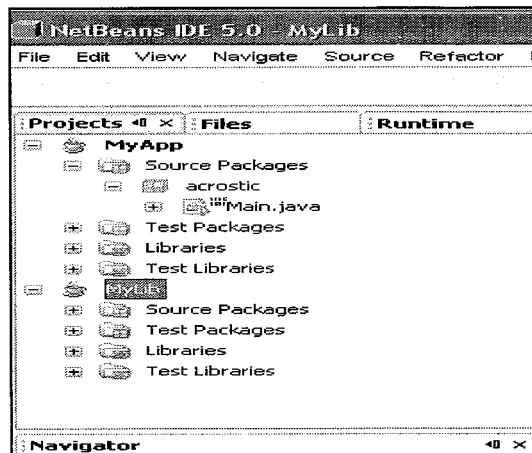 NetBeans IDE 5.0 - MyLib
File Edit View Navigate Source Refactor
Projects Files Runtime
MyApp
Source Packages
acrostic
Main.java
Test Packages
Libraries
Test Libraries
MyLib
Source Packages
Test Packages
Libraries
Test Libraries
Navigator